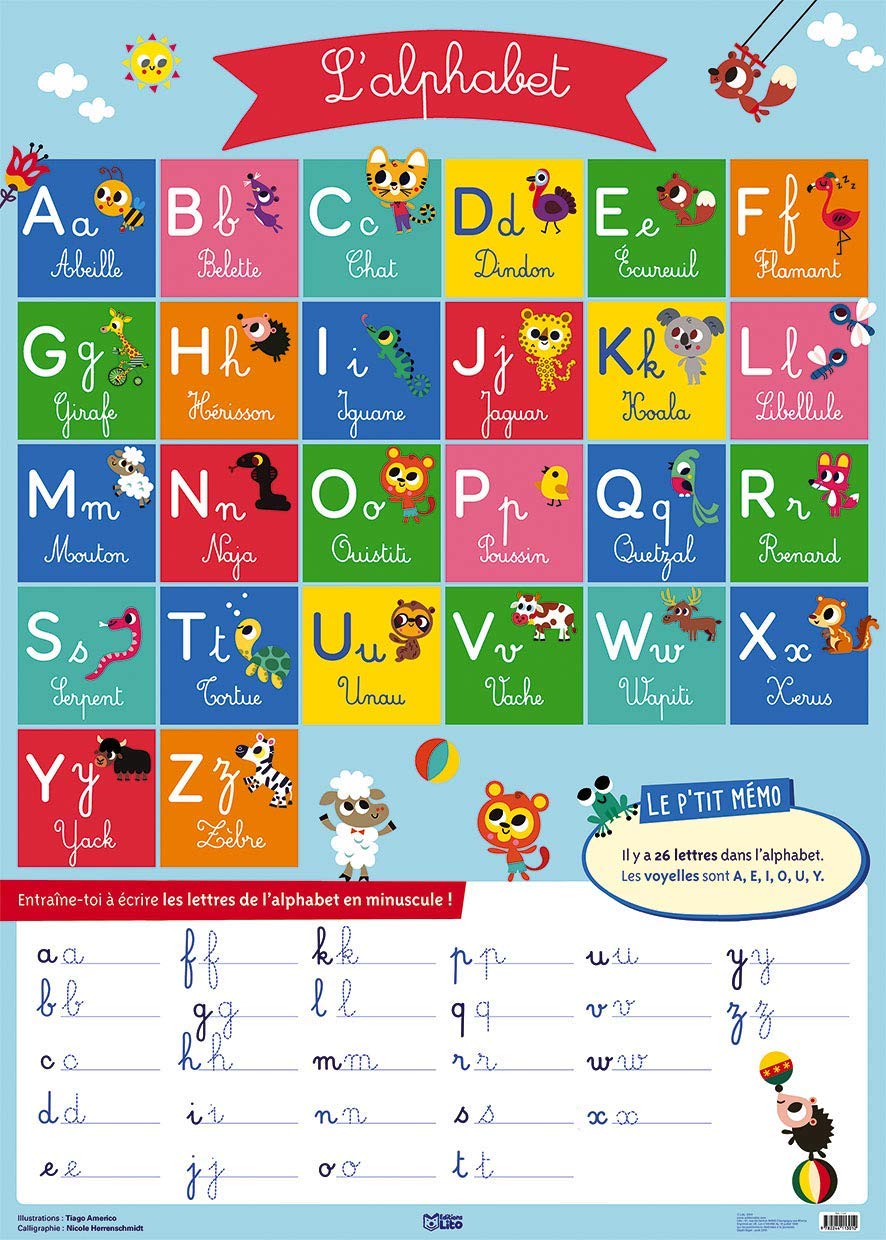 L'alphabet
A a
Abeille
B b
Belette
C c
Chat
D d
Dindon
E e
Écureuil
F f
Flamant
G g
Girafe
H h
Hérisson
I i
Iguane
J j
Jaguar
K k
Koala
L l
Libellule
M m
Mouton
N n
Naja
O o
Ouistiti
P p
Poussin
Q q
Quetzal
R r
Renard
S s
Serpent
T t
Tortue
U u
Unau
V v
Vache
W w
Wapiti
X x
Xerus
Y y
Yack
Z z
Zèbre
z z z
LE P'TIT MÉMO
Il y a 26 lettres dans l'alphabet.
Les voyelles sont A, E, I, O, U, Y.
Entraîne-toi à écrire les lettres de l'alphabet en minuscule !
a a
f f
k k
p p
u u
y y
b b
g g
l l
q q
v v
z z
c c
h h
m m
r r
w w
d d
i i
n n
s s
x x
e e
j j
o o
t t
Illustrations : Tiago Americo
Calligraphie : Nicole Herrenschmidt
Editions
Lito